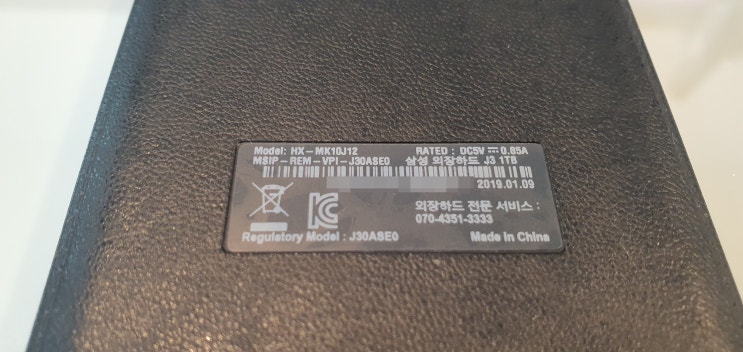 Model: HX-MK10J12 RATED : DC5V ⎓ 0.85A
MSIP-REM-VPI-J30ASE0 삼성 외장하드 J3 1TB
2019.01.09
외장하드 전문 서비스 :
070-4351-3333
Regulatory Model : J30ASE0 Made in China